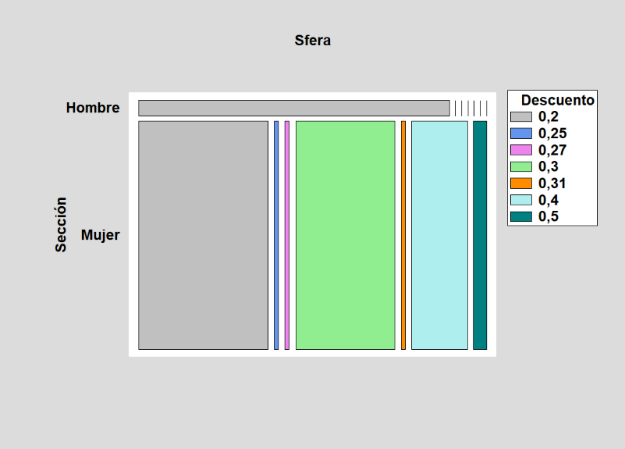 Sfera
Hombre
Mujer
Sección
Descuento
0,2
0,25
0,27
0,3
0,31
0,4
0,5